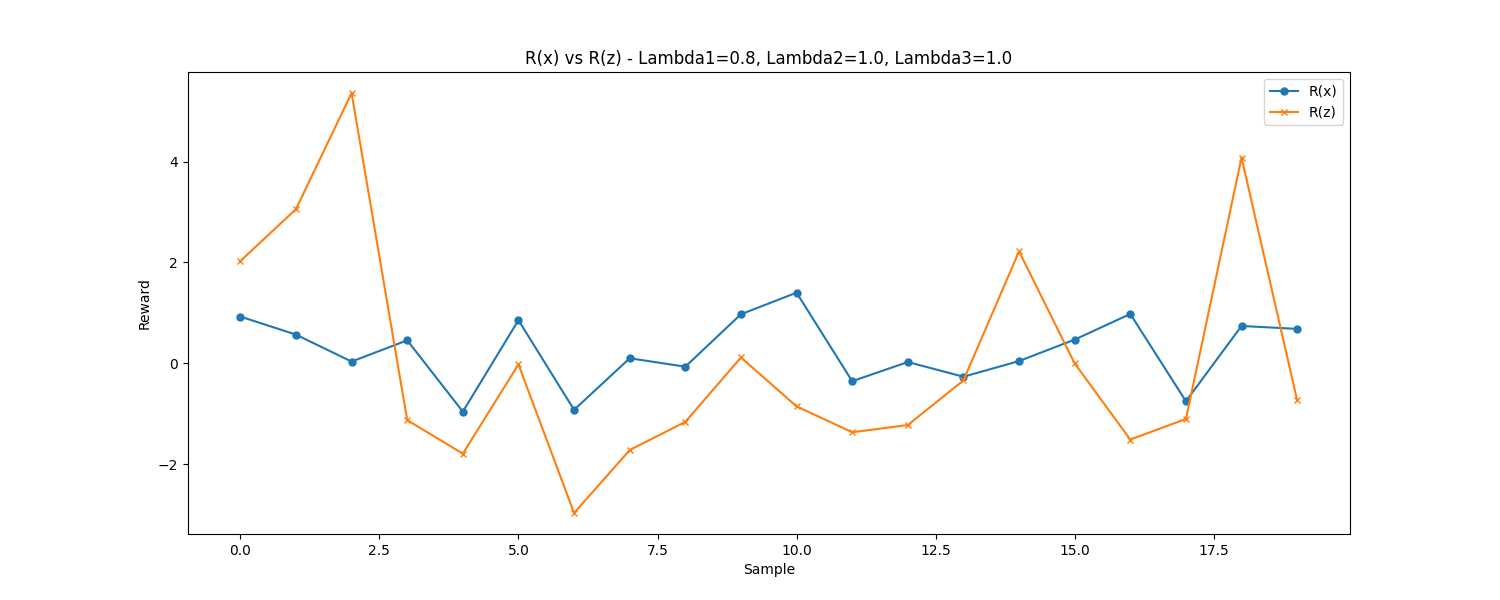 R(x) vs R(z) - Lambda1=0.8, Lambda2=1.0, Lambda3=1.0
R(x)
R(z)
Reward
4
2
0
−2
0.0 2.5 5.0 7.5 10.0 12.5 15.0 17.5
Sample